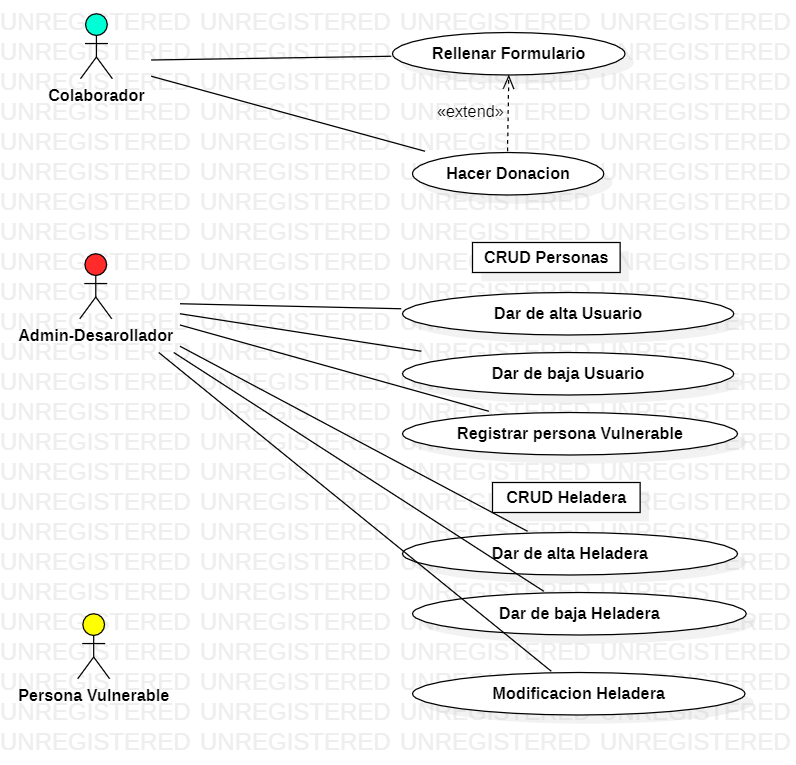 Rellenar Formulario
Colaborador
«extend»
Hacer Donacion
CRUD Personas
Dar de alta Usuario
Admin-Desarollador
Dar de baja Usuario
Registrar persona Vulnerable
CRUD Heladera
Dar de alta Heladera
Dar de baja Heladera
Persona Vulnerable
Modificacion Heladera
UNREGISTERED